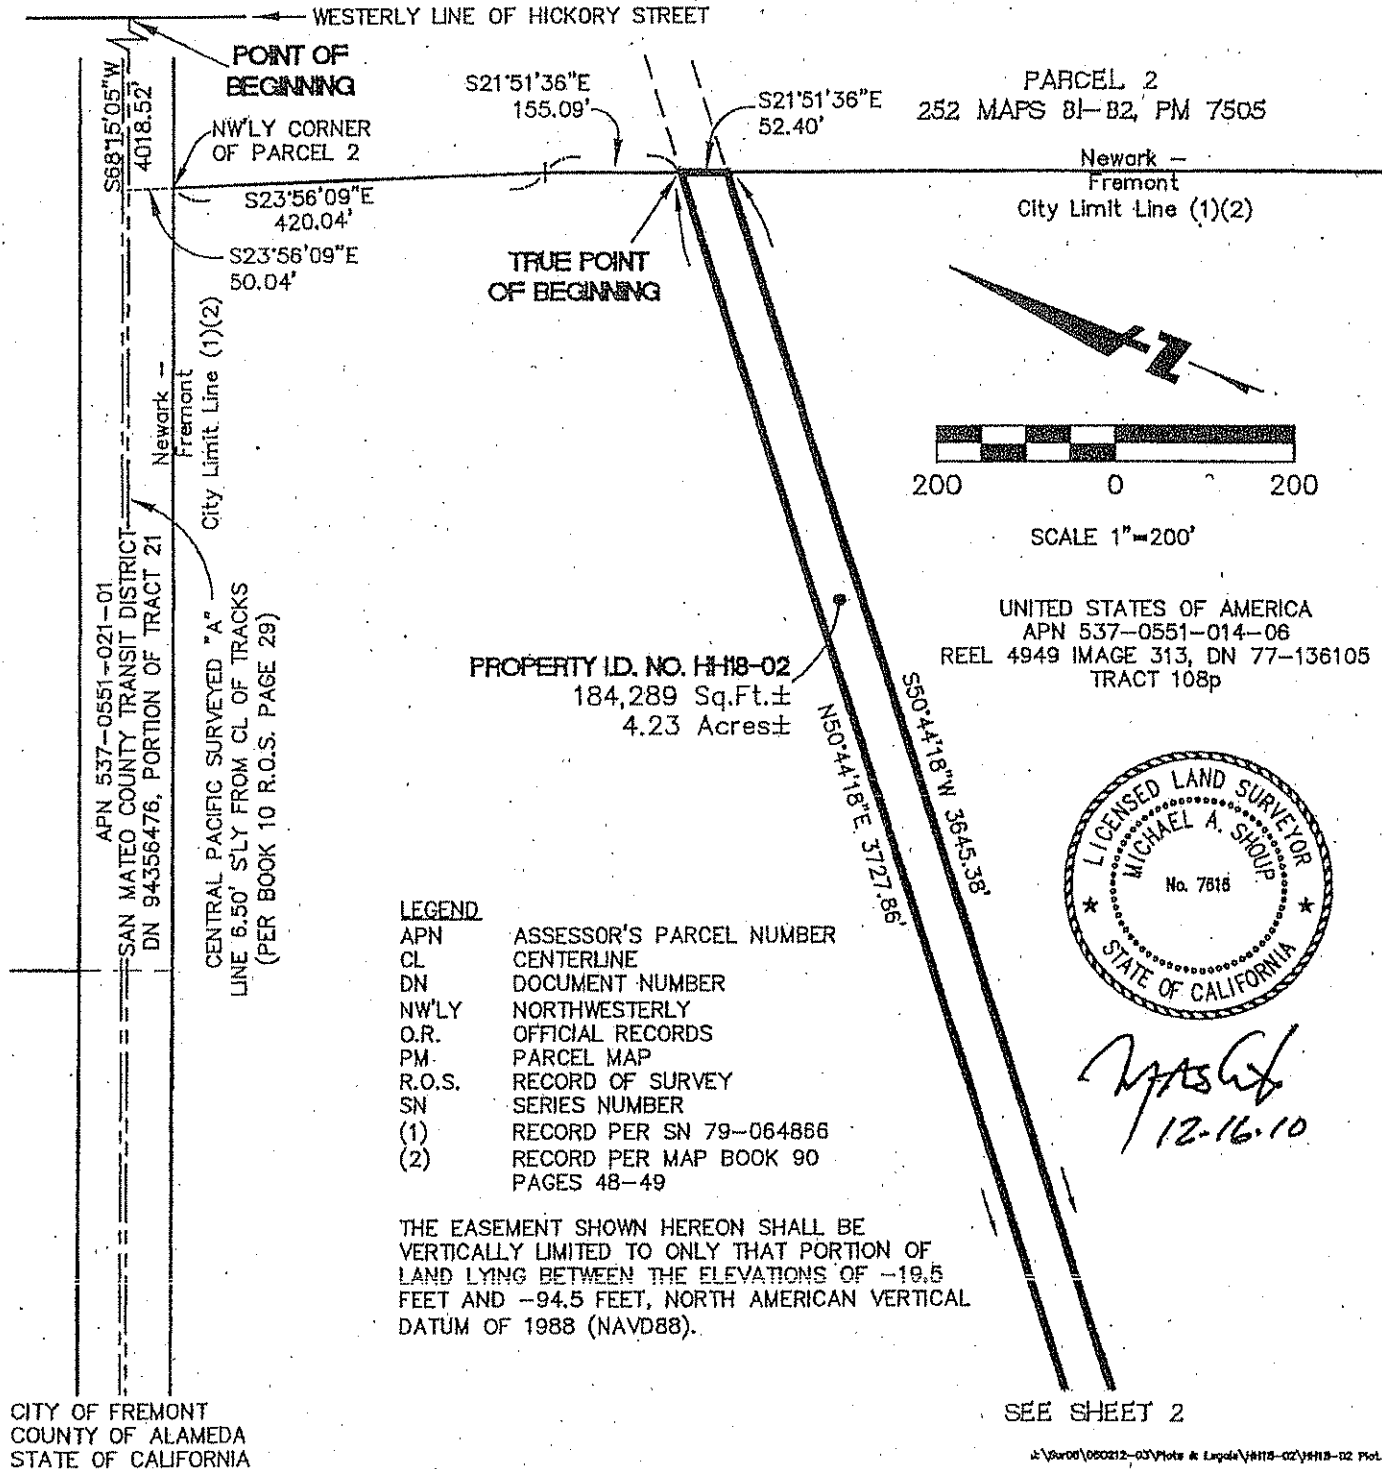 WESTERLY LINE OF HICKORY STREET
POINT OF
BEGINNING
S68°15'05"W
4018.52'
NW'LY CORNER
OF PARCEL 2
S23°56'09"E
420.04'
S23°56'09"E
50.04'
S21°51'36"E
155.09'
S21°51'36"E
52.40'
PARCEL 2
252 MAPS 81-82, PM 7505
Newark -
Fremont
City Limit Line (1)(2)
TRUE POINT
OF BEGINNING
Newark -
Fremont
City Limit Line (1)(2)
Z
200 0 200
SCALE 1"=200'
APN 537-0551-021-01
SAN MATEO COUNTY TRANSIT DISTRICT
DN 94356476, PORTION OF TRACT 21
CENTRAL PACIFIC SURVEYED "A"
LINE 6.50' S'LY FROM CL OF TRACKS
(PER BOOK 10 R.O.S. PAGE 29)
UNITED STATES OF AMERICA
APN 537-0551-014-06
REEL 4949 IMAGE 313, DN 77-136105
TRACT 108p
PROPERTY I.D. NO. HH18-02
184,289 Sq.Ft.±
4.23 Acres±
N50°44'18"E 3727.86'
S50°44'18"W 3645.38'
LICENSED LAND SURVEYOR
MICHAEL A. SHOUP
No. 7616
STATE OF CALIFORNIA
12-16-10
LEGEND
APN ASSESSOR'S PARCEL NUMBER
CL CENTERLINE
DN DOCUMENT NUMBER
NW'LY NORTHWESTERLY
O.R. OFFICIAL RECORDS
PM PARCEL MAP
R.O.S. RECORD OF SURVEY
SN SERIES NUMBER
(1) RECORD PER SN 79-064866
(2) RECORD PER MAP BOOK 90
PAGES 48-49
THE EASEMENT SHOWN HEREON SHALL BE
VERTICALLY LIMITED TO ONLY THAT PORTION OF
LAND LYING BETWEEN THE ELEVATIONS OF -19.5
FEET AND -94.5 FEET, NORTH AMERICAN VERTICAL
DATUM OF 1988 (NAVD88).
SEE SHEET 2
CITY OF FREMONT
COUNTY OF ALAMEDA
STATE OF CALIFORNIA